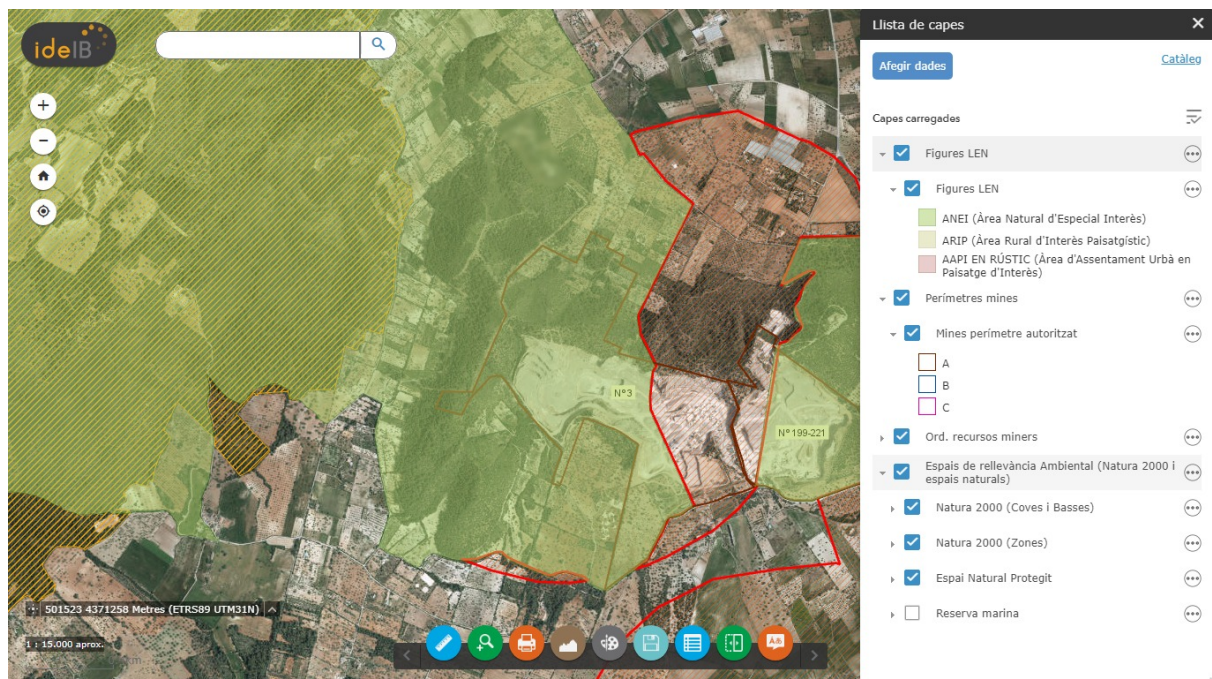 ideIB
Llista de capes
×
Afegir dades
Catàleg
Capes carregades
Figures LEN
Figures LEN
ANEI (Àrea Natural d'Especial Interès)
ARIP (Àrea Rural d'Interès Paisatgístic)
AAPI EN RÚSTIC (Àrea d'Assentament Urbà en
Paisatge d'Interès)
Perímetres mines
Mines perímetre autoritzat
A
B
C
Ord. recursos miners
Espais de rellevància Ambiental (Natura 2000 i
espais naturals)
Natura 2000 (Coves i Basses)
Natura 2000 (Zones)
Espai Natural Protegit
Reserva marina
+
−
Nº3
Nº 199-221
501523 4371258 Metres (ETRS89 UTM31N)
1 : 15.000 aprox.